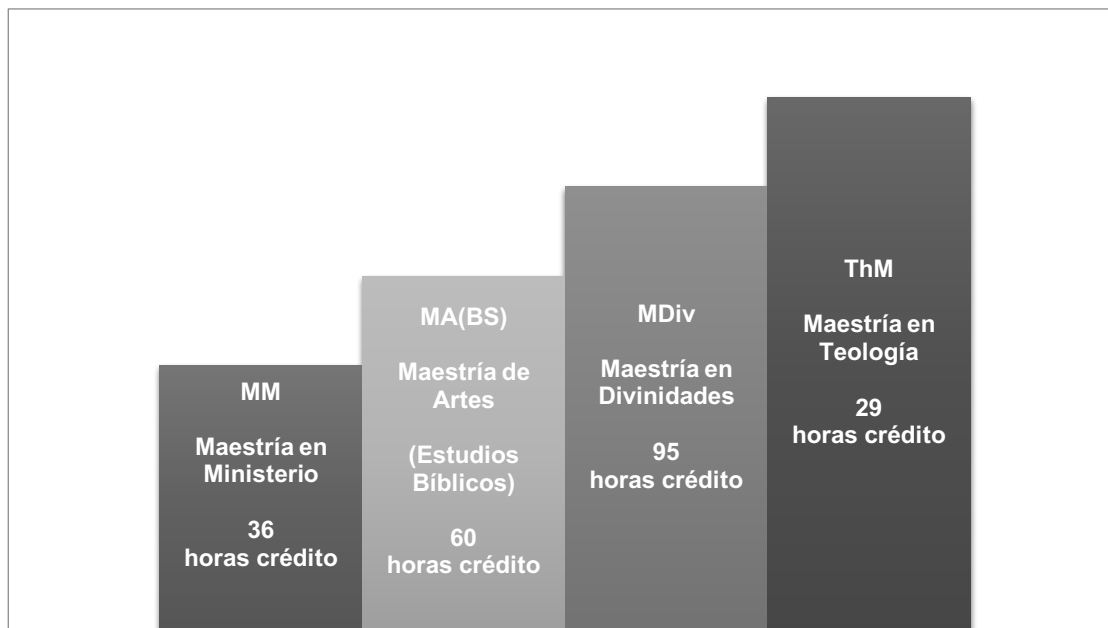 MM
Maestría en
Ministerio
36
horas crédito
MA(BS)
Maestría de
Artes
(Estudios
Bíblicos)
60
horas crédito
MDiv
Maestría en
Divinidades
95
horas crédito
ThM
Maestría en
Teología
29
horas crédito